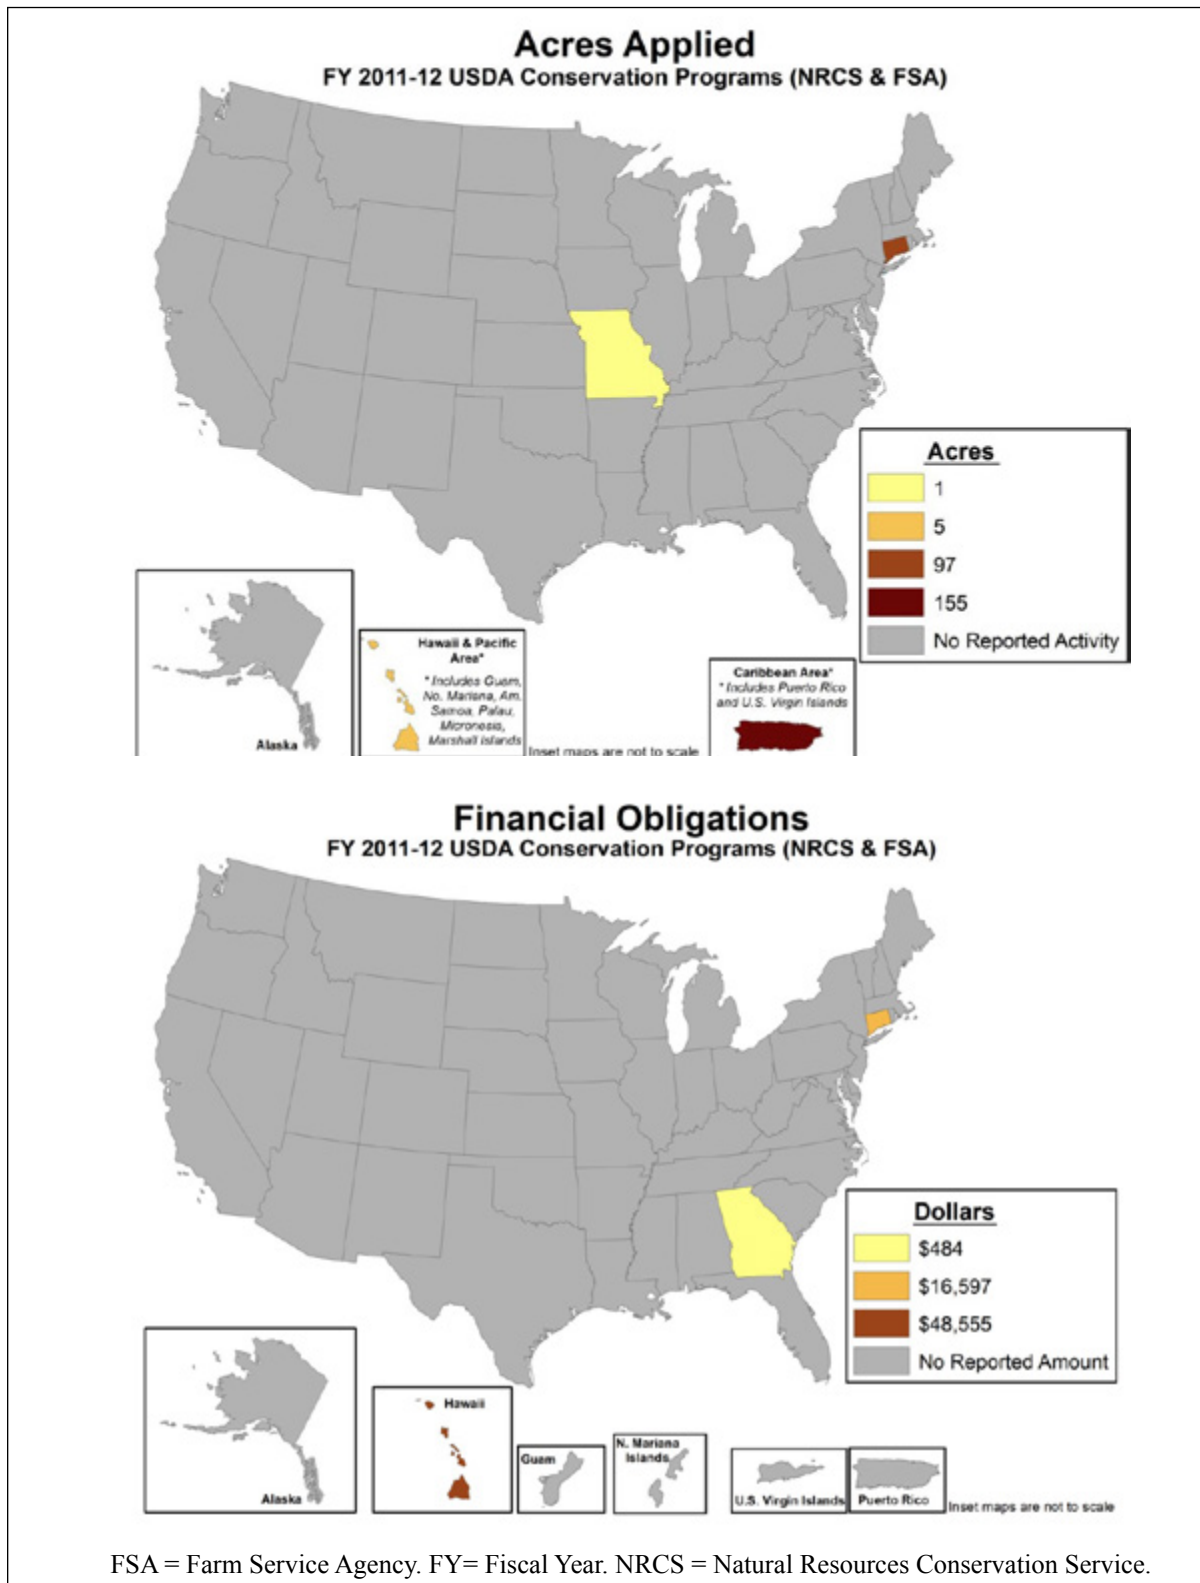 Acres Applied
FY 2011-12 USDA Conservation Programs (NRCS & FSA)
Acres
1
5
97
155
No Reported Activity
Alaska
Hawaii & Pacific
Area*
* Includes Guam,
No. Mariana, Am.
Samoa, Palau,
Micronesia,
Marshall Islands
Inset maps are not to scale
Caribbean Area*
* Includes Puerto Rico
and U.S. Virgin Islands
Financial Obligations
FY 2011-12 USDA Conservation Programs (NRCS & FSA)
Dollars
$484
$16,597
$48,555
No Reported Amount
Alaska
Hawaii
Guam
N. Mariana
Islands
U.S. Virgin Islands
Puerto Rico
Inset maps are not to scale
FSA = Farm Service Agency. FY= Fiscal Year. NRCS = Natural Resources Conservation Service.